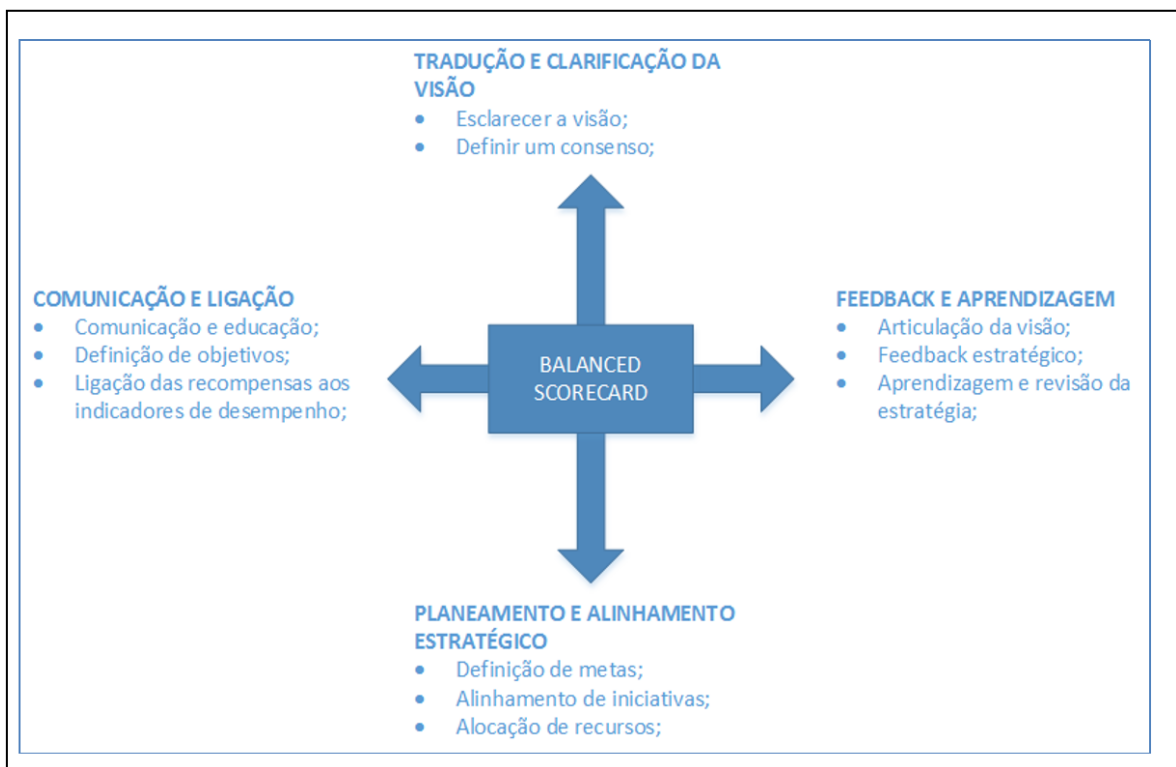 TRADUÇÃO E CLARIFICAÇÃO DA
VISÃO
• Esclarecer a visão;
• Definir um consenso;
COMUNICAÇÃO E LIGAÇÃO
• Comunicação e educação;
• Definição de objetivos;
• Ligação das recompensas aos
indicadores de desempenho;
BALANCED
SCORECARD
FEEDBACK E APRENDIZAGEM
• Articulação da visão;
• Feedback estratégico;
• Aprendizagem e revisão da
estratégia;
PLANEAMENTO E ALINHAMENTO
ESTRATÉGICO
• Definição de metas;
• Alinhamento de iniciativas;
• Alocação de recursos;